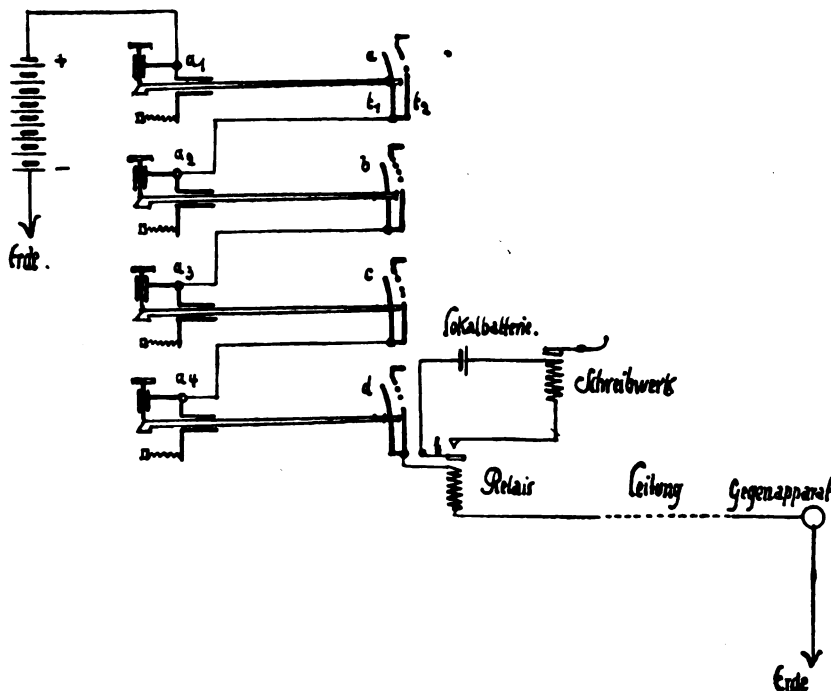 +
a1
a
t1
t2
−
a2
b
Erde.
a3
c
Lokalbatterie.
Schreibwerk
a4
d
Relais
Leitung
Gegenapparat
Erde